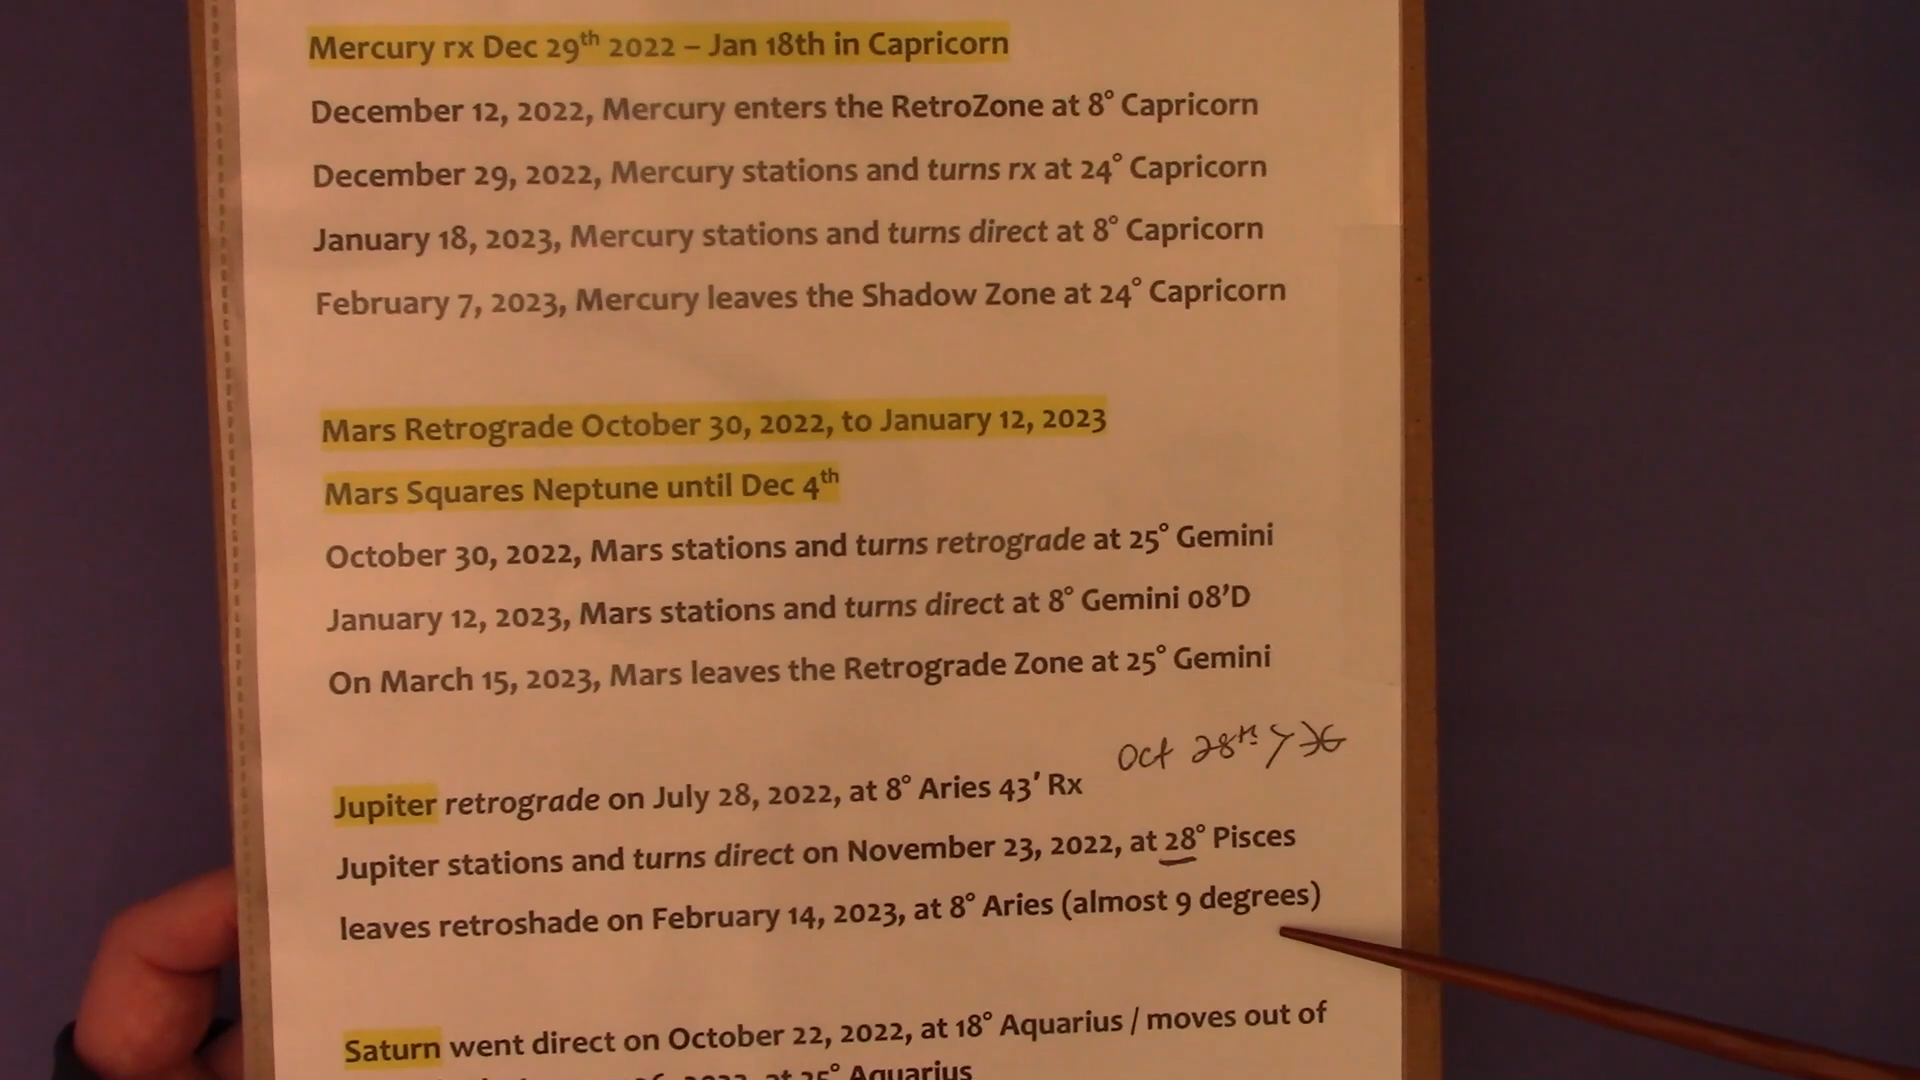 Mercury rx Dec 29th 2022 – Jan 18th in Capricorn
December 12, 2022, Mercury enters the RetroZone at 8° Capricorn
December 29, 2022, Mercury stations and turns rx at 24° Capricorn
January 18, 2023, Mercury stations and turns direct at 8° Capricorn
February 7, 2023, Mercury leaves the Shadow Zone at 24° Capricorn
Mars Retrograde October 30, 2022, to January 12, 2023
Mars Squares Neptune until Dec 4th
October 30, 2022, Mars stations and turns retrograde at 25° Gemini
January 12, 2023, Mars stations and turns direct at 8° Gemini 08'D
On March 15, 2023, Mars leaves the Retrograde Zone at 25° Gemini
Oct 28th
Jupiter retrograde on July 28, 2022, at 8° Aries 43' Rx
Jupiter stations and turns direct on November 23, 2022, at 28° Pisces
leaves retroshade on February 14, 2023, at 8° Aries (almost 9 degrees)
Saturn went direct on October 22, 2022, at 18° Aquarius / moves out of
at 25° Aquarius